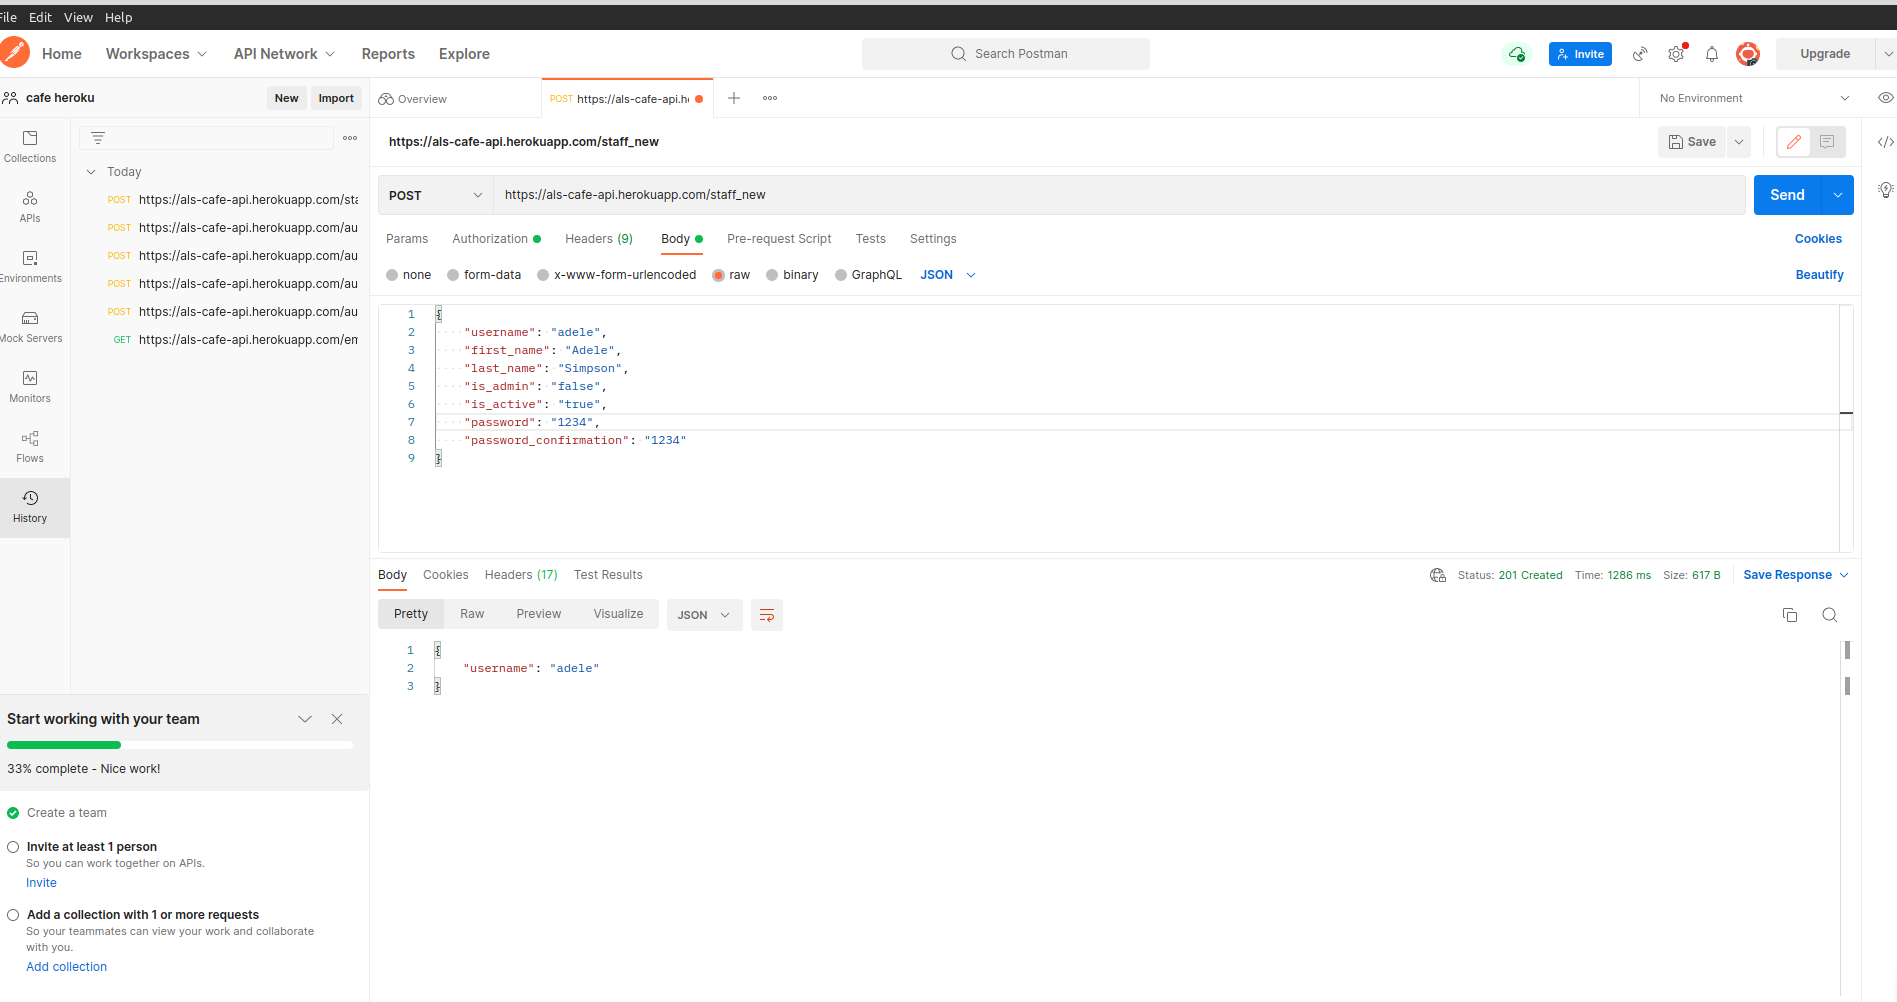 File Edit View Help
Home Workspaces API Network Reports Explore Search Postman Invite Upgrade
cafe heroku New Import Overview POST https://als-cafe-api.h No Environment
https://als-cafe-api.herokuapp.com/staff_new Save
Collections
Today
POST https://als-cafe-api.herokuapp.com/sta
POST https://als-cafe-api.herokuapp.com/staff_new Send
APIs
POST https://als-cafe-api.herokuapp.com/au
Params Authorization Headers (9) Body Pre-request Script Tests Settings Cookies
POST https://als-cafe-api.herokuapp.com/au
Environments
none form-data x-www-form-urlencoded raw binary GraphQL JSON Beautify
POST https://als-cafe-api.herokuapp.com/au
POST https://als-cafe-api.herokuapp.com/au
Mock Servers
GET https://als-cafe-api.herokuapp.com/em
Monitors
Flows
History
1 {
2 "username": "adele",
3 "first_name": "Adele",
4 "last_name": "Simpson",
5 "is_admin": "false",
6 "is_active": "true",
7 "password": "1234",
8 "password_confirmation": "1234"
9 }
Body Cookies Headers (17) Test Results Status: 201 Created Time: 1286 ms Size: 617 B Save Response
Pretty Raw Preview Visualize JSON
1 {
2 "username": "adele"
3 }
Start working with your team
33% complete - Nice work!
Create a team
Invite at least 1 person
So you can work together on APIs.
Invite
Add a collection with 1 or more requests
So your teammates can view your work and collaborate
with you.
Add collection